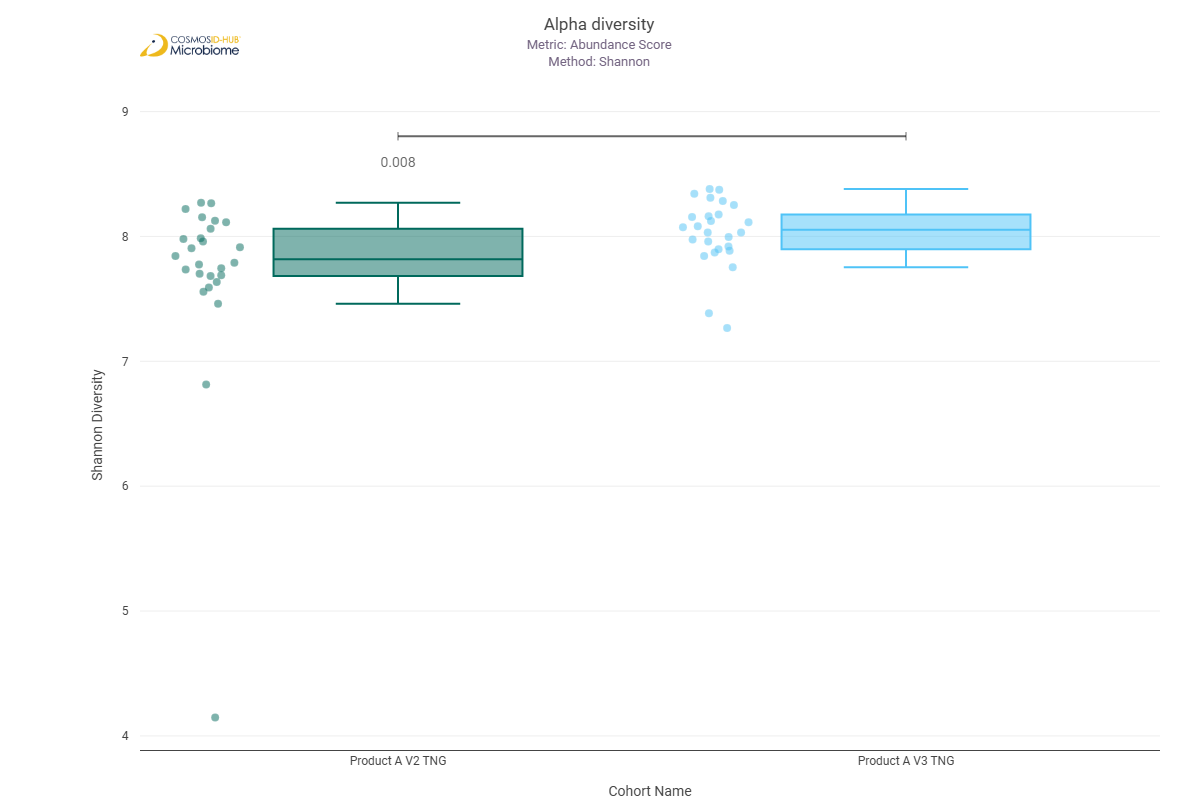 Alpha diversity
Metric: Abundance Score
Method: Shannon
COSMOSID-HUB
Microbiome
9
0.008
8
7
6
5
4
Shannon Diversity
Product A V2 TNG
Product A V3 TNG
Cohort Name